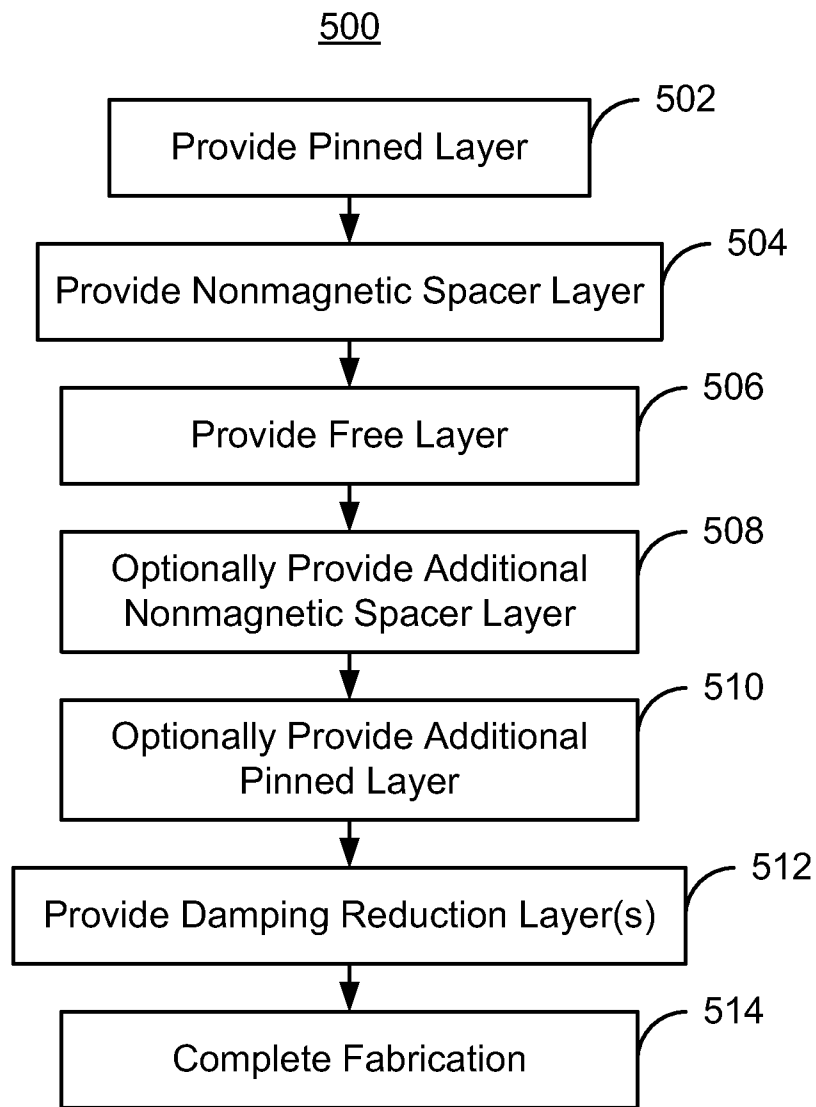 500
502
Provide Pinned Layer
504
Provide Nonmagnetic Spacer Layer
506
Provide Free Layer
508
Optionally Provide Additional
Nonmagnetic Spacer Layer
510
Optionally Provide Additional
Pinned Layer
512
Provide Damping Reduction Layer(s)
514
Complete Fabrication